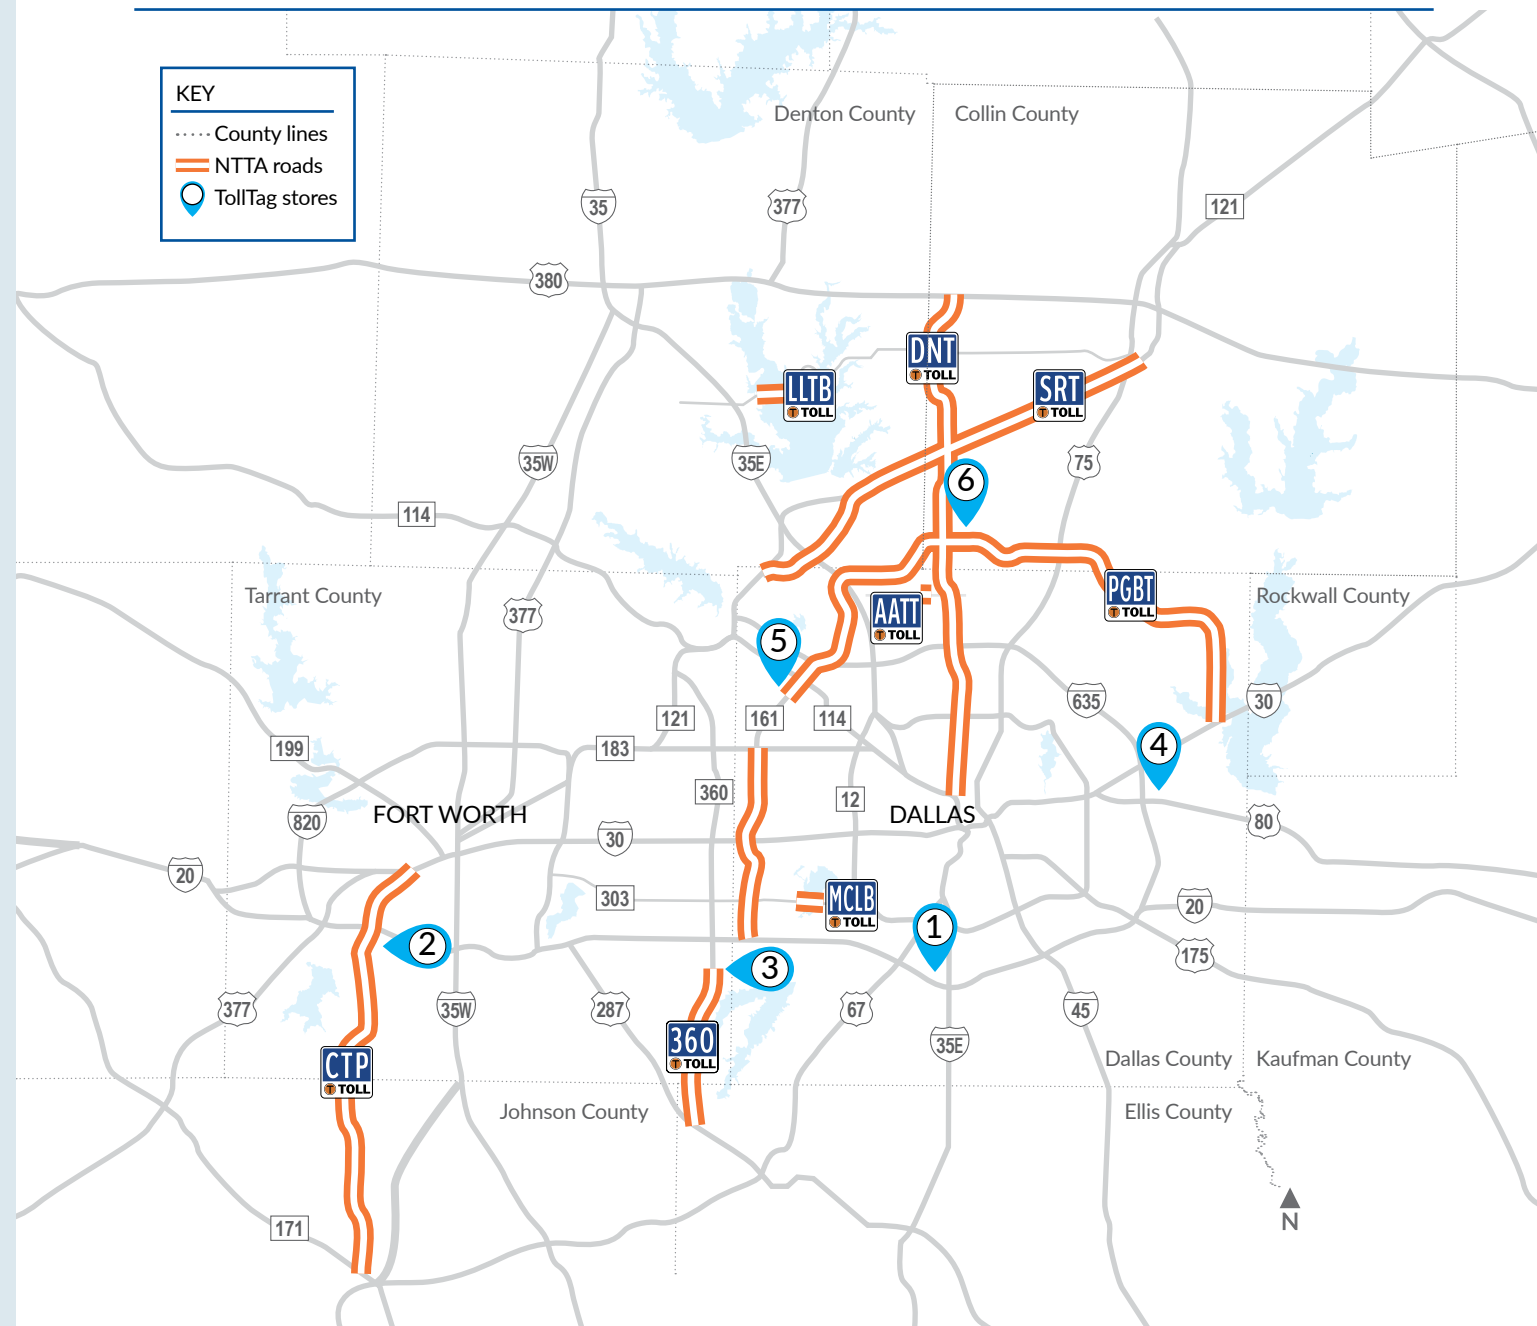 KEY
County lines
NTTA roads
TollTag stores
Denton County
Collin County
35
377
121
380
DNT
TOLL
LLTB
TOLL
SRT
TOLL
35W
35E
75
6
114
Tarrant County
377
AATT
TOLL
PGBT
TOLL
Rockwall County
5
121
161
114
635
30
199
183
4
360
12
820
FORT WORTH
30
DALLAS
80
20
303
MCLB
TOLL
20
2
1
175
3
377
35W
287
67
45
360
TOLL
35E
CTP
TOLL
Dallas County
Kaufman County
Johnson County
Ellis County
171
N